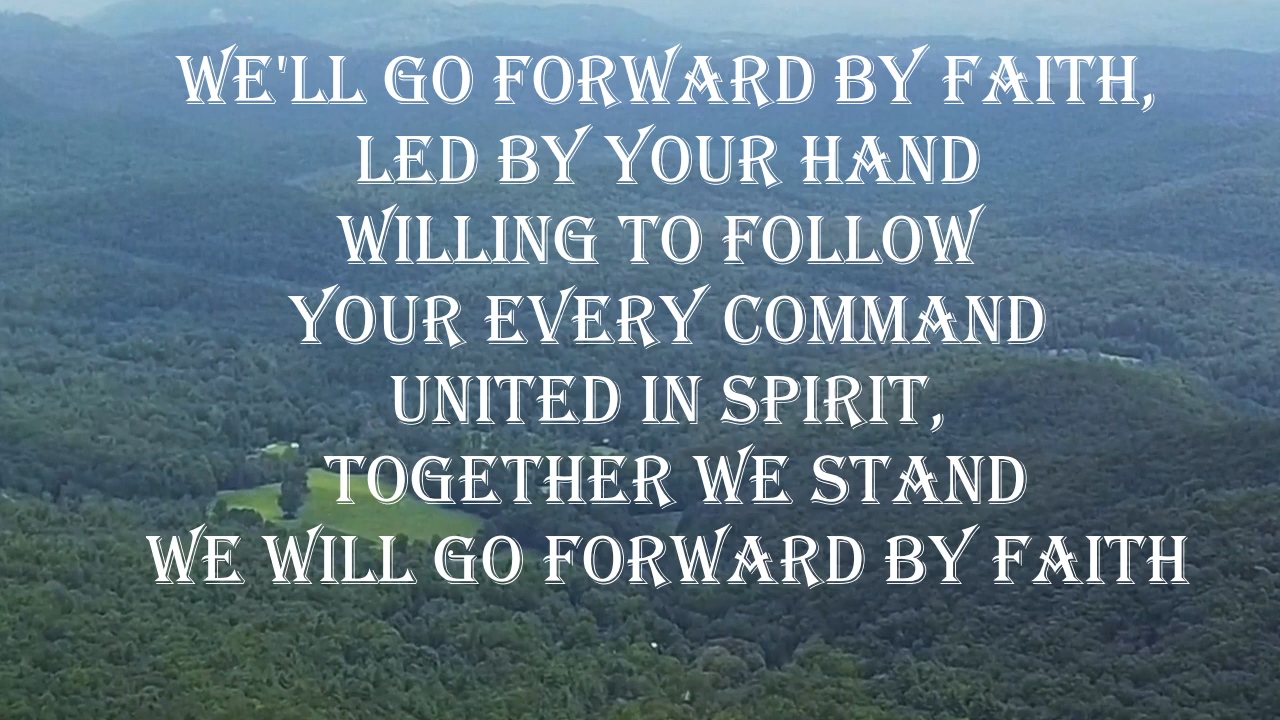 WE'LL GO FORWARD BY FAITH,
LED BY YOUR HAND
WILLING TO FOLLOW
YOUR EVERY COMMAND
UNITED IN SPIRIT,
TOGETHER WE STAND
WE WILL GO FORWARD BY FAITH